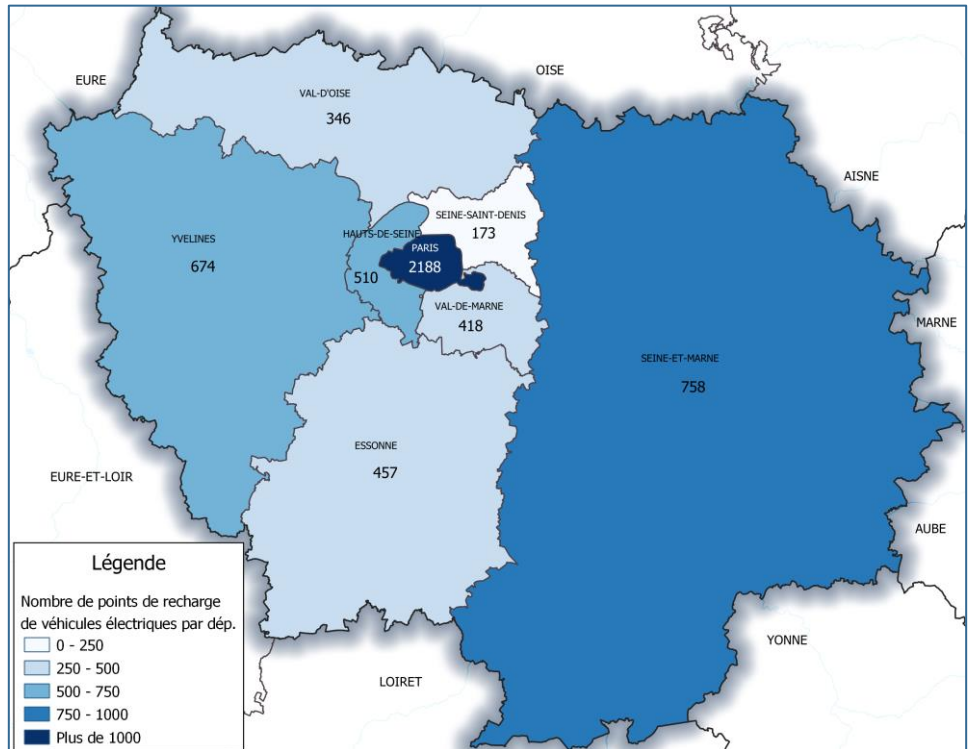 EURE
OISE
VAL-D'OISE
346
AISNE
SEINE-SAINT-DENIS
173
YVELINES
674
HAUTS-DE-SEINE
510
PARIS
2188
VAL-DE-MARNE
418
MARNE
SEINE-ET-MARNE
758
ESSONNE
457
EURE-ET-LOIR
AUBE
YONNE
LOIRET
Légende
Nombre de points de recharge
de véhicules électriques par dép.
0 - 250
250 - 500
500 - 750
750 - 1000
Plus de 1000